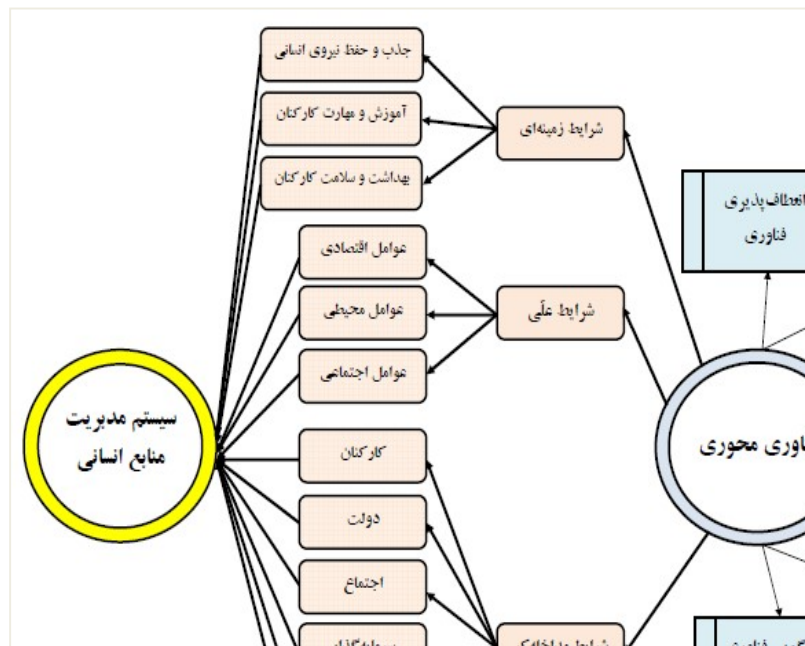 جذب و حفظ نیروی انسانی
آموزش و مهارت کارکنان
شرایط زمینه‌ای
بهداشت و سلامت کارکنان
انعطاف‌پذیری
فناوری
عوامل اقتصادی
عوامل محیطی
شرایط علّی
عوامل اجتماعی
سیستم مدیریت
منابع انسانی
محوری
کارکنان
دولت
اجتماع